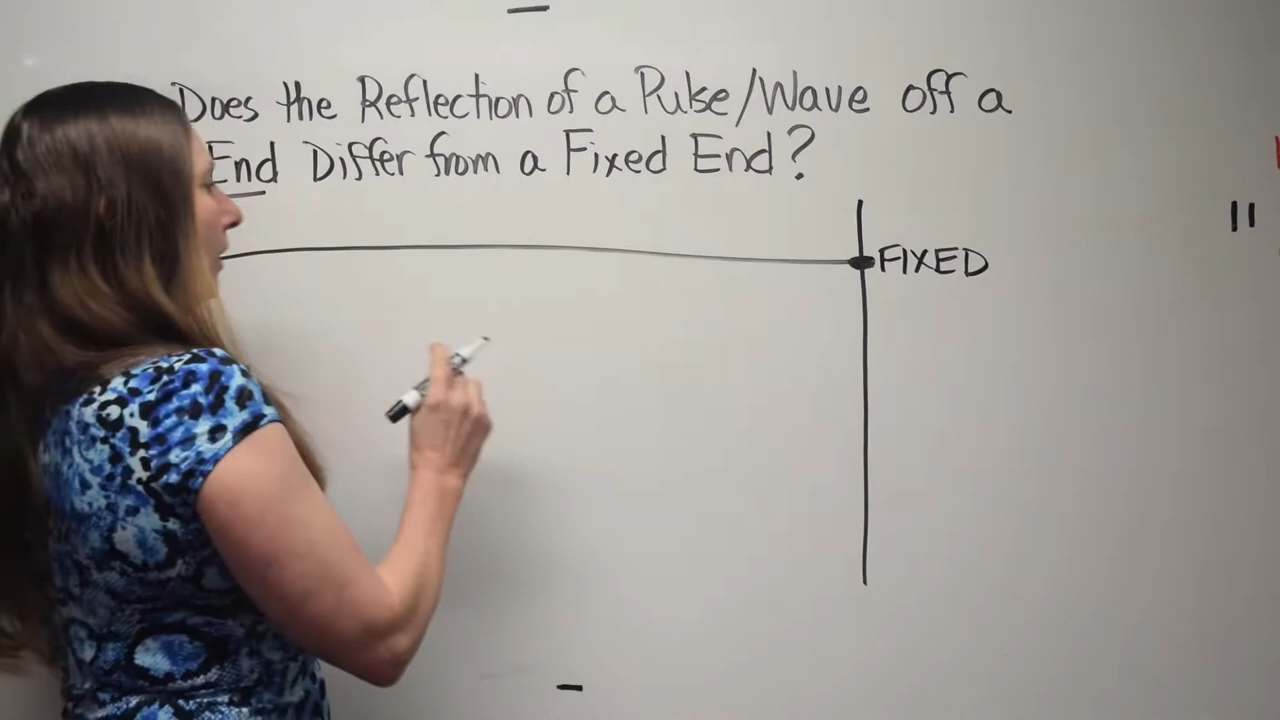 Does the Reflection of a Pulse/Wave off a
End Differ from a Fixed End?
FIXED